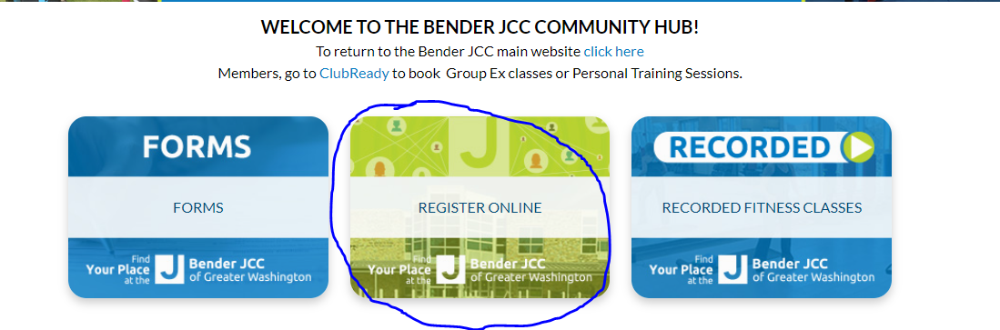 WELCOME TO THE BENDER JCC COMMUNITY HUB!
To return to the Bender JCC main website click here
Members, go to ClubReady to book Group Ex classes or Personal Training Sessions.
FORMS
FORMS
Find
Your Place
at the
J
Bender JCC
of Greater Washington
J
REGISTER ONLINE
Find
Your Place
at the
J
Bender JCC
of Greater Washington
RECORDED
RECORDED FITNESS CLASSES
Find
Your Place
at the
J
Bender JCC
of Greater Washington